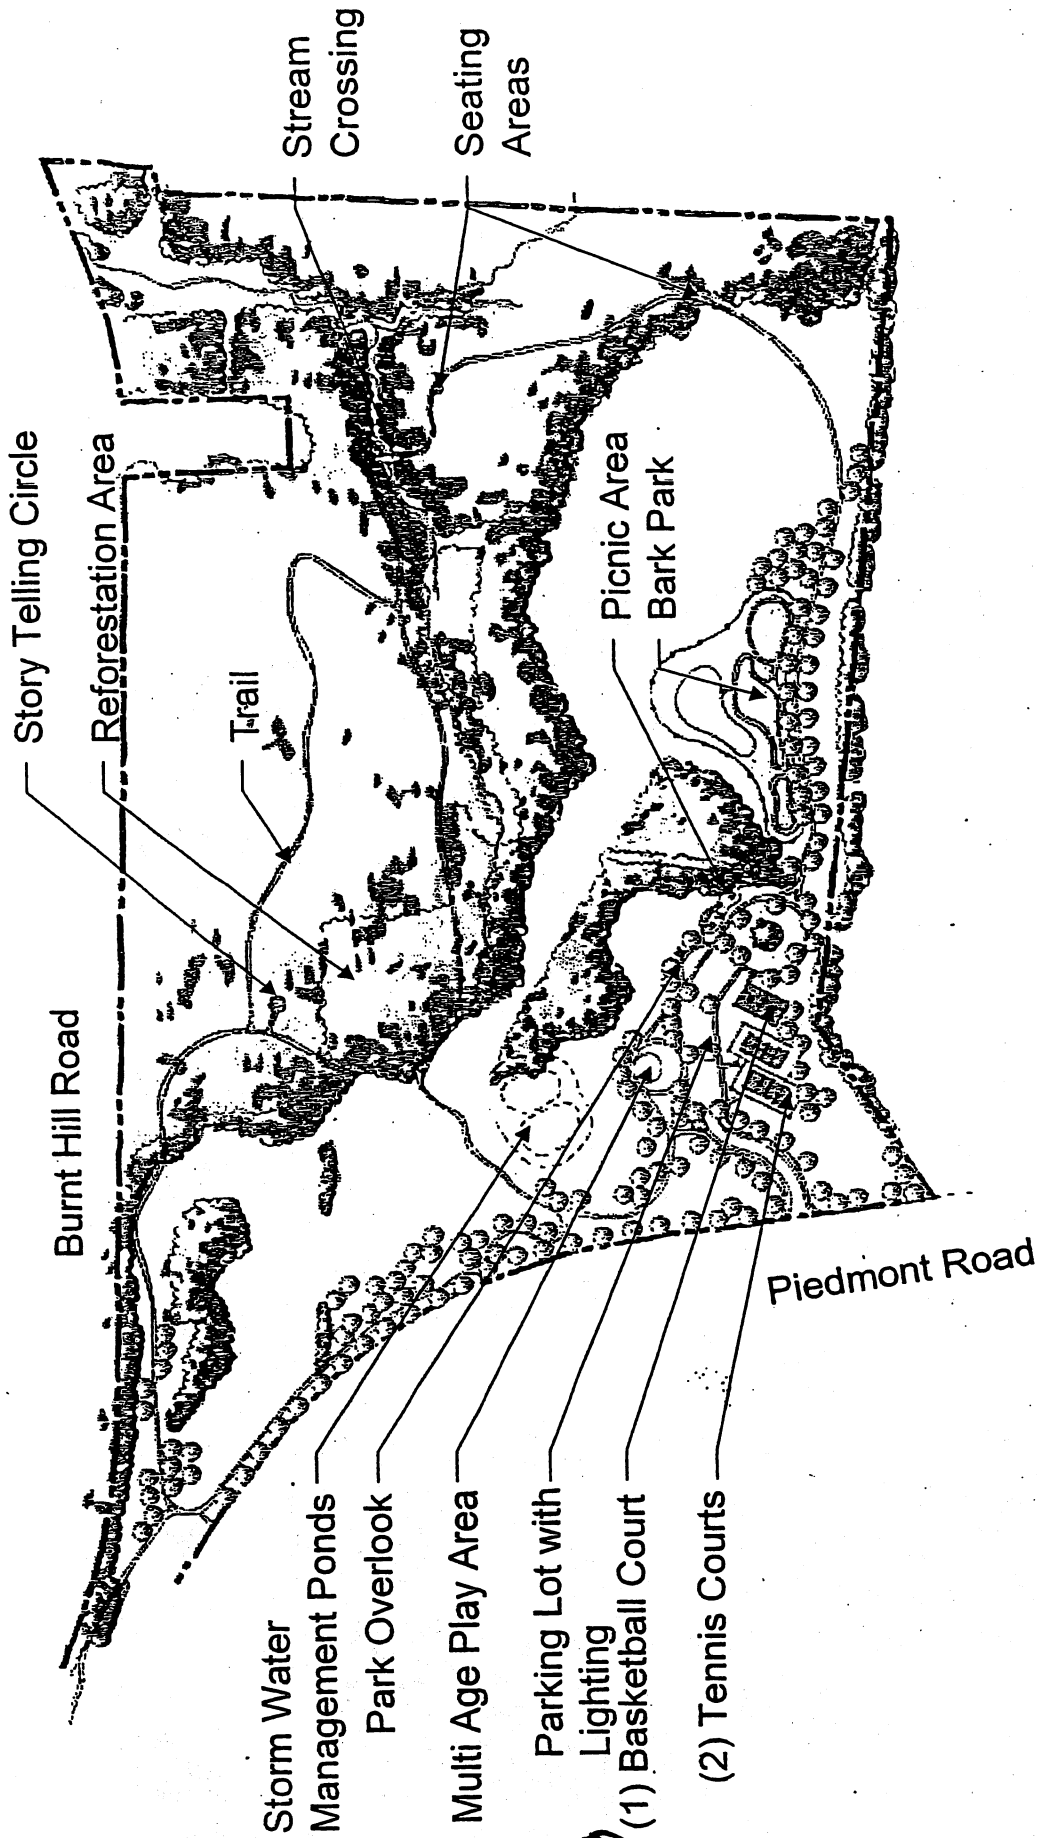 Story Telling Circle
Reforestation Area
Burnt Hill Road
Trail
Stream
Crossing
Seating
Areas
Picnic Area
Bark Park
Piedmont Road
Storm Water
Management Ponds
Park Overlook
Multi Age Play Area
Parking Lot with
Lighting
(1) Basketball Court
(2) Tennis Courts